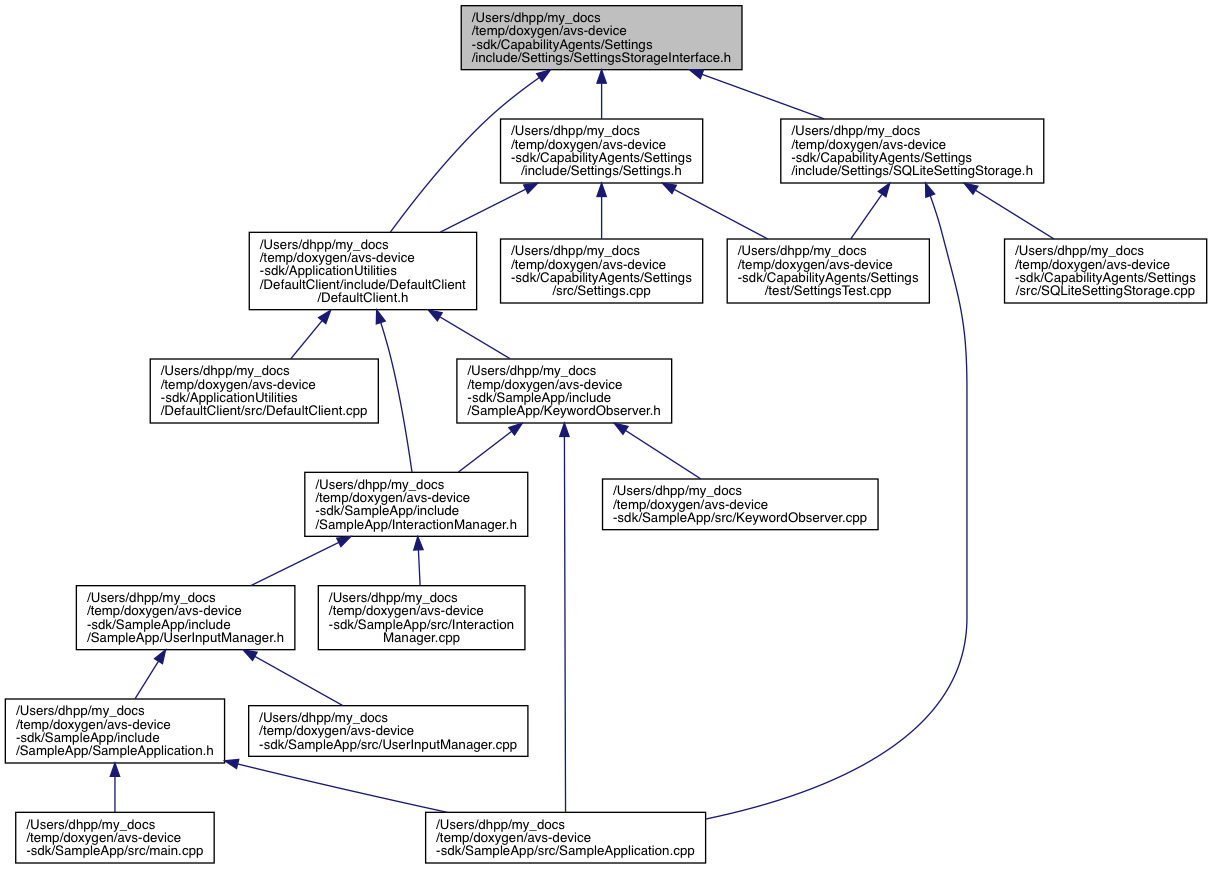 /Users/dhpp/my_docs
/temp/doxygen/avs-device
-sdk/CapabilityAgents/Settings
/include/Settings/SettingsStorageInterface.h
/Users/dhpp/my_docs
/temp/doxygen/avs-device
-sdk/CapabilityAgents/Settings
/include/Settings/Settings.h
/Users/dhpp/my_docs
/temp/doxygen/avs-device
-sdk/CapabilityAgents/Settings
/include/Settings/SQLiteSettingStorage.h
/Users/dhpp/my_docs
/temp/doxygen/avs-device
-sdk/ApplicationUtilities
/DefaultClient/include/DefaultClient
/DefaultClient.h
/Users/dhpp/my_docs
/temp/doxygen/avs-device
-sdk/CapabilityAgents/Settings
/src/Settings.cpp
/Users/dhpp/my_docs
/temp/doxygen/avs-device
-sdk/CapabilityAgents/Settings
/test/SettingsTest.cpp
/Users/dhpp/my_docs
/temp/doxygen/avs-device
-sdk/CapabilityAgents/Settings
/src/SQLiteSettingStorage.cpp
/Users/dhpp/my_docs
/temp/doxygen/avs-device
-sdk/ApplicationUtilities
/DefaultClient/src/DefaultClient.cpp
/Users/dhpp/my_docs
/temp/doxygen/avs-device
-sdk/SampleApp/include
/SampleApp/KeywordObserver.h
/Users/dhpp/my_docs
/temp/doxygen/avs-device
-sdk/SampleApp/include
/SampleApp/InteractionManager.h
/Users/dhpp/my_docs
/temp/doxygen/avs-device
-sdk/SampleApp/src/KeywordObserver.cpp
/Users/dhpp/my_docs
/temp/doxygen/avs-device
-sdk/SampleApp/include
/SampleApp/UserInputManager.h
/Users/dhpp/my_docs
/temp/doxygen/avs-device
-sdk/SampleApp/src/Interaction
Manager.cpp
/Users/dhpp/my_docs
/temp/doxygen/avs-device
-sdk/SampleApp/include
/SampleApp/SampleApplication.h
/Users/dhpp/my_docs
/temp/doxygen/avs-device
-sdk/SampleApp/src/UserInputManager.cpp
/Users/dhpp/my_docs
/temp/doxygen/avs-device
-sdk/SampleApp/src/main.cpp
/Users/dhpp/my_docs
/temp/doxygen/avs-device
-sdk/SampleApp/src/SampleApplication.cpp